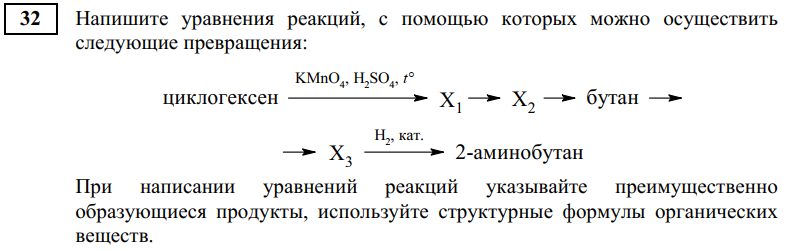 32 Напишите уравнения реакций, с помощью которых можно осуществить
следующие превращения:
KMnO₄, H₂SO₄, t°
циклогексен → X₁ → X₂ → бутан →
H₂, кат.
→ X₃ → 2-аминобутан
При написании уравнений реакций указывайте преимущественно
образующиеся продукты, используйте структурные формулы органических
веществ.